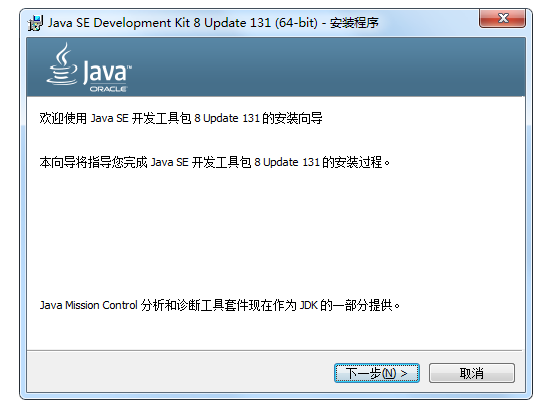 Java SE Development Kit 8 Update 131 (64-bit) - 安装程序
Java™
ORACLE
欢迎使用 Java SE 开发工具包 8 Update 131 的安装向导
本向导将指导您完成 Java SE 开发工具包 8 Update 131 的安装过程。
Java Mission Control 分析和诊断工具套件现在作为 JDK 的一部分提供。
下一步(N) >
取消